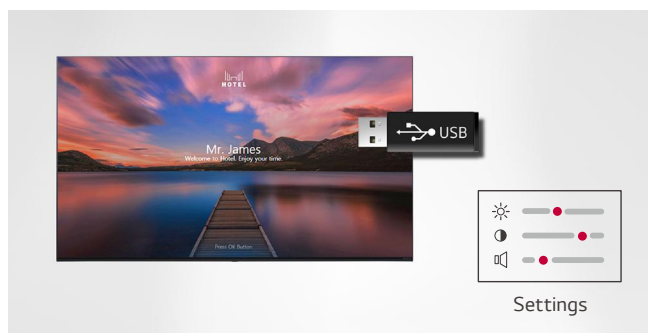 HOTEL
Mr. James
Welcome to Hotel. Enjoy your time.
Press OK Button
USB
Settings